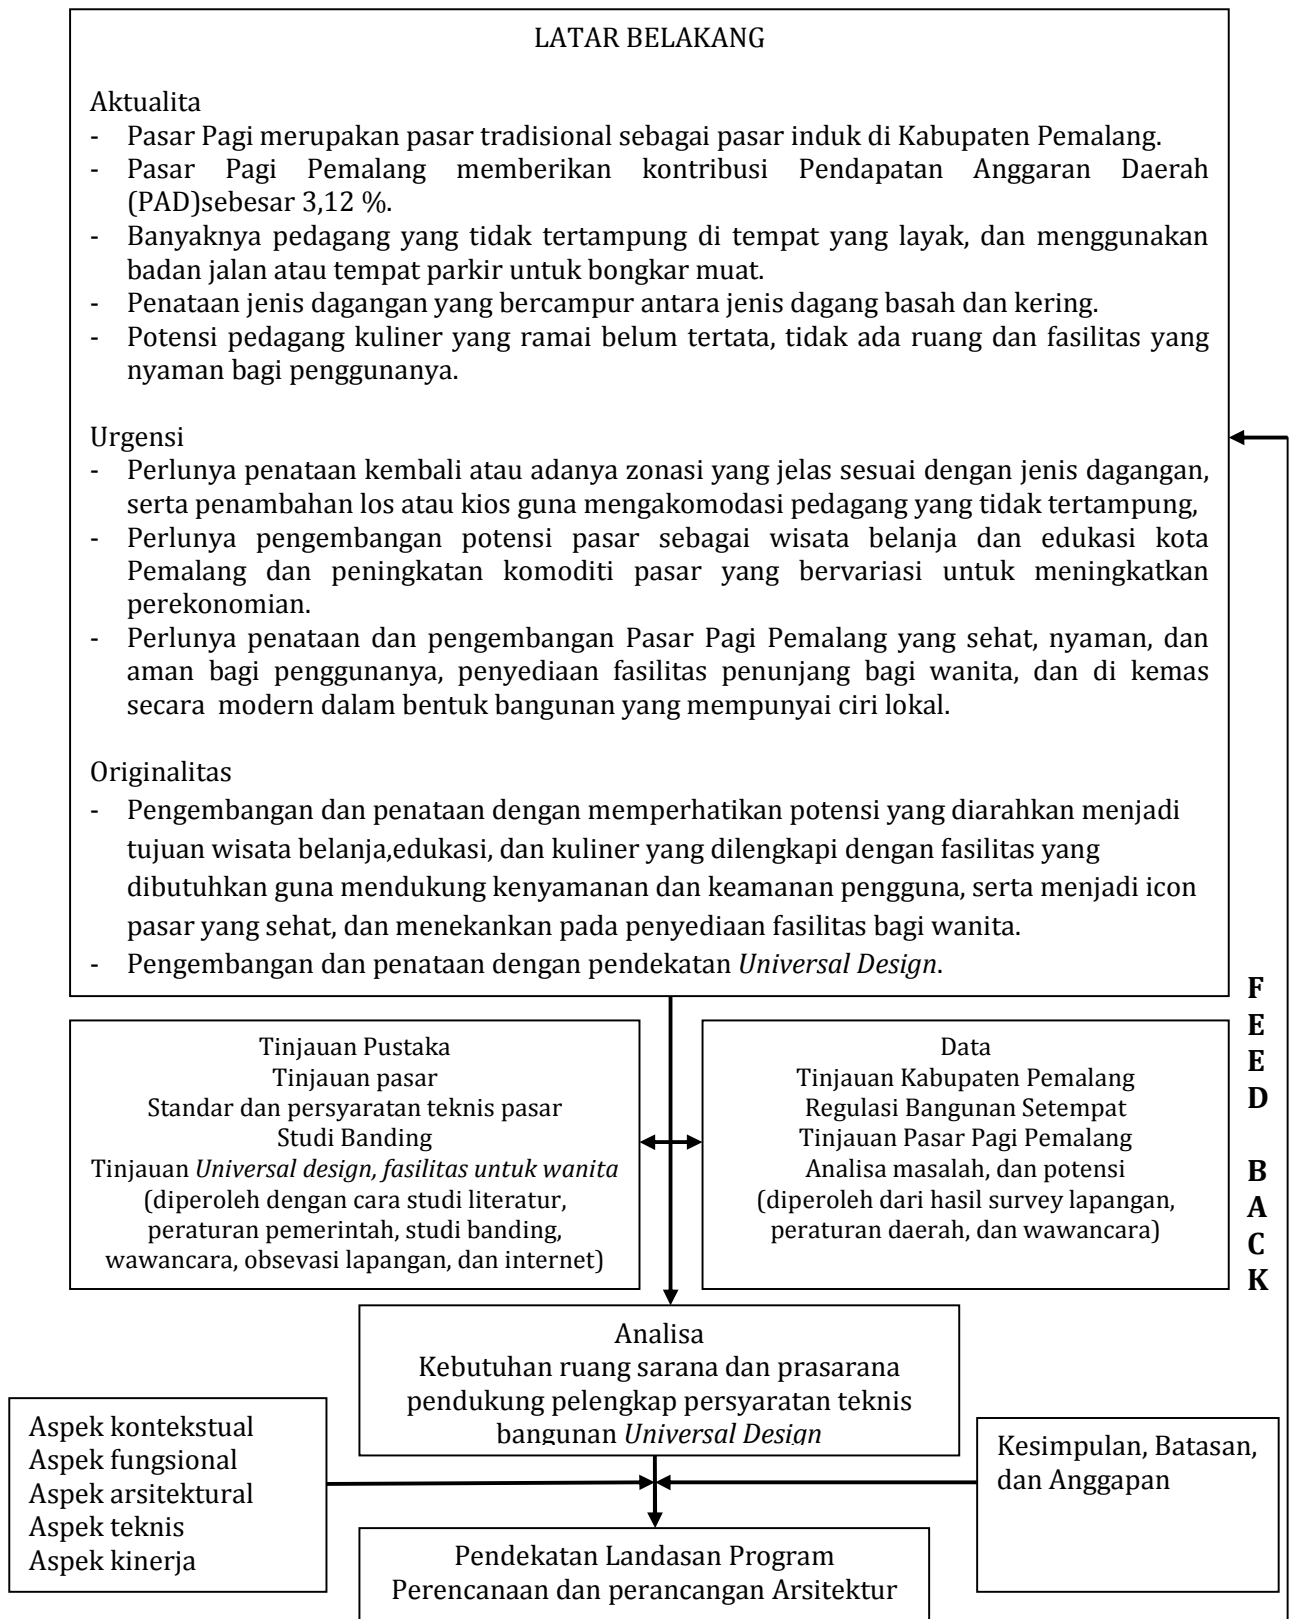 LATAR BELAKANG
Aktualita
- Pasar Pagi merupakan pasar tradisional sebagai pasar induk di Kabupaten Pemalang.
- Pasar Pagi Pemalang memberikan kontribusi Pendapatan Anggaran Daerah
(PAD)sebesar 3,12 %.
- Banyaknya pedagang yang tidak tertampung di tempat yang layak, dan menggunakan
badan jalan atau tempat parkir untuk bongkar muat.
- Penataan jenis dagangan yang bercampur antara jenis dagang basah dan kering.
- Potensi pedagang kuliner yang ramai belum tertata, tidak ada ruang dan fasilitas yang
nyaman bagi penggunanya.
Urgensi
- Perlunya penataan kembali atau adanya zonasi yang jelas sesuai dengan jenis dagangan,
serta penambahan los atau kios guna mengakomodasi pedagang yang tidak tertampung,
- Perlunya pengembangan potensi pasar sebagai wisata belanja dan edukasi kota
Pemalang dan peningkatan komoditi pasar yang bervariasi untuk meningkatkan
perekonomian.
- Perlunya penataan dan pengembangan Pasar Pagi Pemalang yang sehat, nyaman, dan
aman bagi penggunanya, penyediaan fasilitas penunjang bagi wanita, dan di kemas
secara modern dalam bentuk bangunan yang mempunyai ciri lokal.
Originalitas
- Pengembangan dan penataan dengan memperhatikan potensi yang diarahkan menjadi
tujuan wisata belanja,edukasi, dan kuliner yang dilengkapi dengan fasilitas yang
dibutuhkan guna mendukung kenyamanan dan keamanan pengguna, serta menjadi icon
pasar yang sehat, dan menekankan pada penyediaan fasilitas bagi wanita.
- Pengembangan dan penataan dengan pendekatan Universal Design.
Tinjauan Pustaka
Tinjauan pasar
Standar dan persyaratan teknis pasar
Studi Banding
Tinjauan Universal design, fasilitas untuk wanita
(diperoleh dengan cara studi literatur,
peraturan pemerintah, studi banding,
wawancara, obsevasi lapangan, dan internet)
Data
Tinjauan Kabupaten Pemalang
Regulasi Bangunan Setempat
Tinjauan Pasar Pagi Pemalang
Analisa masalah, dan potensi
(diperoleh dari hasil survey lapangan,
peraturan daerah, dan wawancara)
F
E
E
D
B
A
C
K
Analisa
Kebutuhan ruang sarana dan prasarana
pendukung pelengkap persyaratan teknis
bangunan Universal Design
Aspek kontekstual
Aspek fungsional
Aspek arsitektural
Aspek teknis
Aspek kinerja
Kesimpulan, Batasan,
dan Anggapan
Pendekatan Landasan Program
Perencanaan dan perancangan Arsitektur